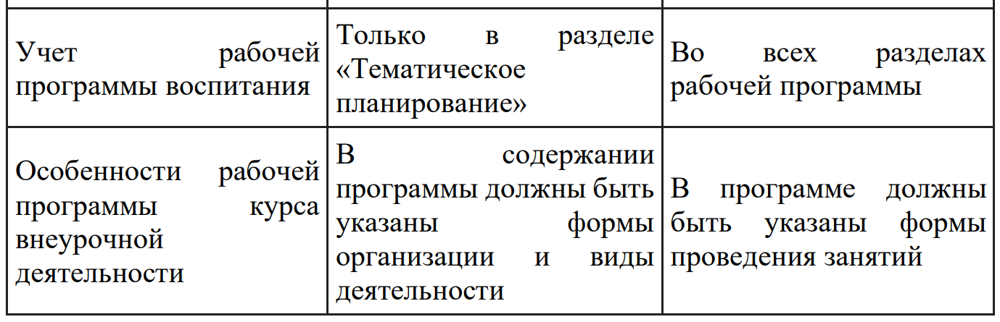 Учет рабочей
программы воспитания
Только в разделе
«Тематическое
планирование»
Во всех разделах
рабочей программы
Особенности рабочей
программы курса
внеурочной
деятельности
В содержании
программы должны быть
указаны формы
организации и виды
деятельности
В программе должны
быть указаны формы
проведения занятий